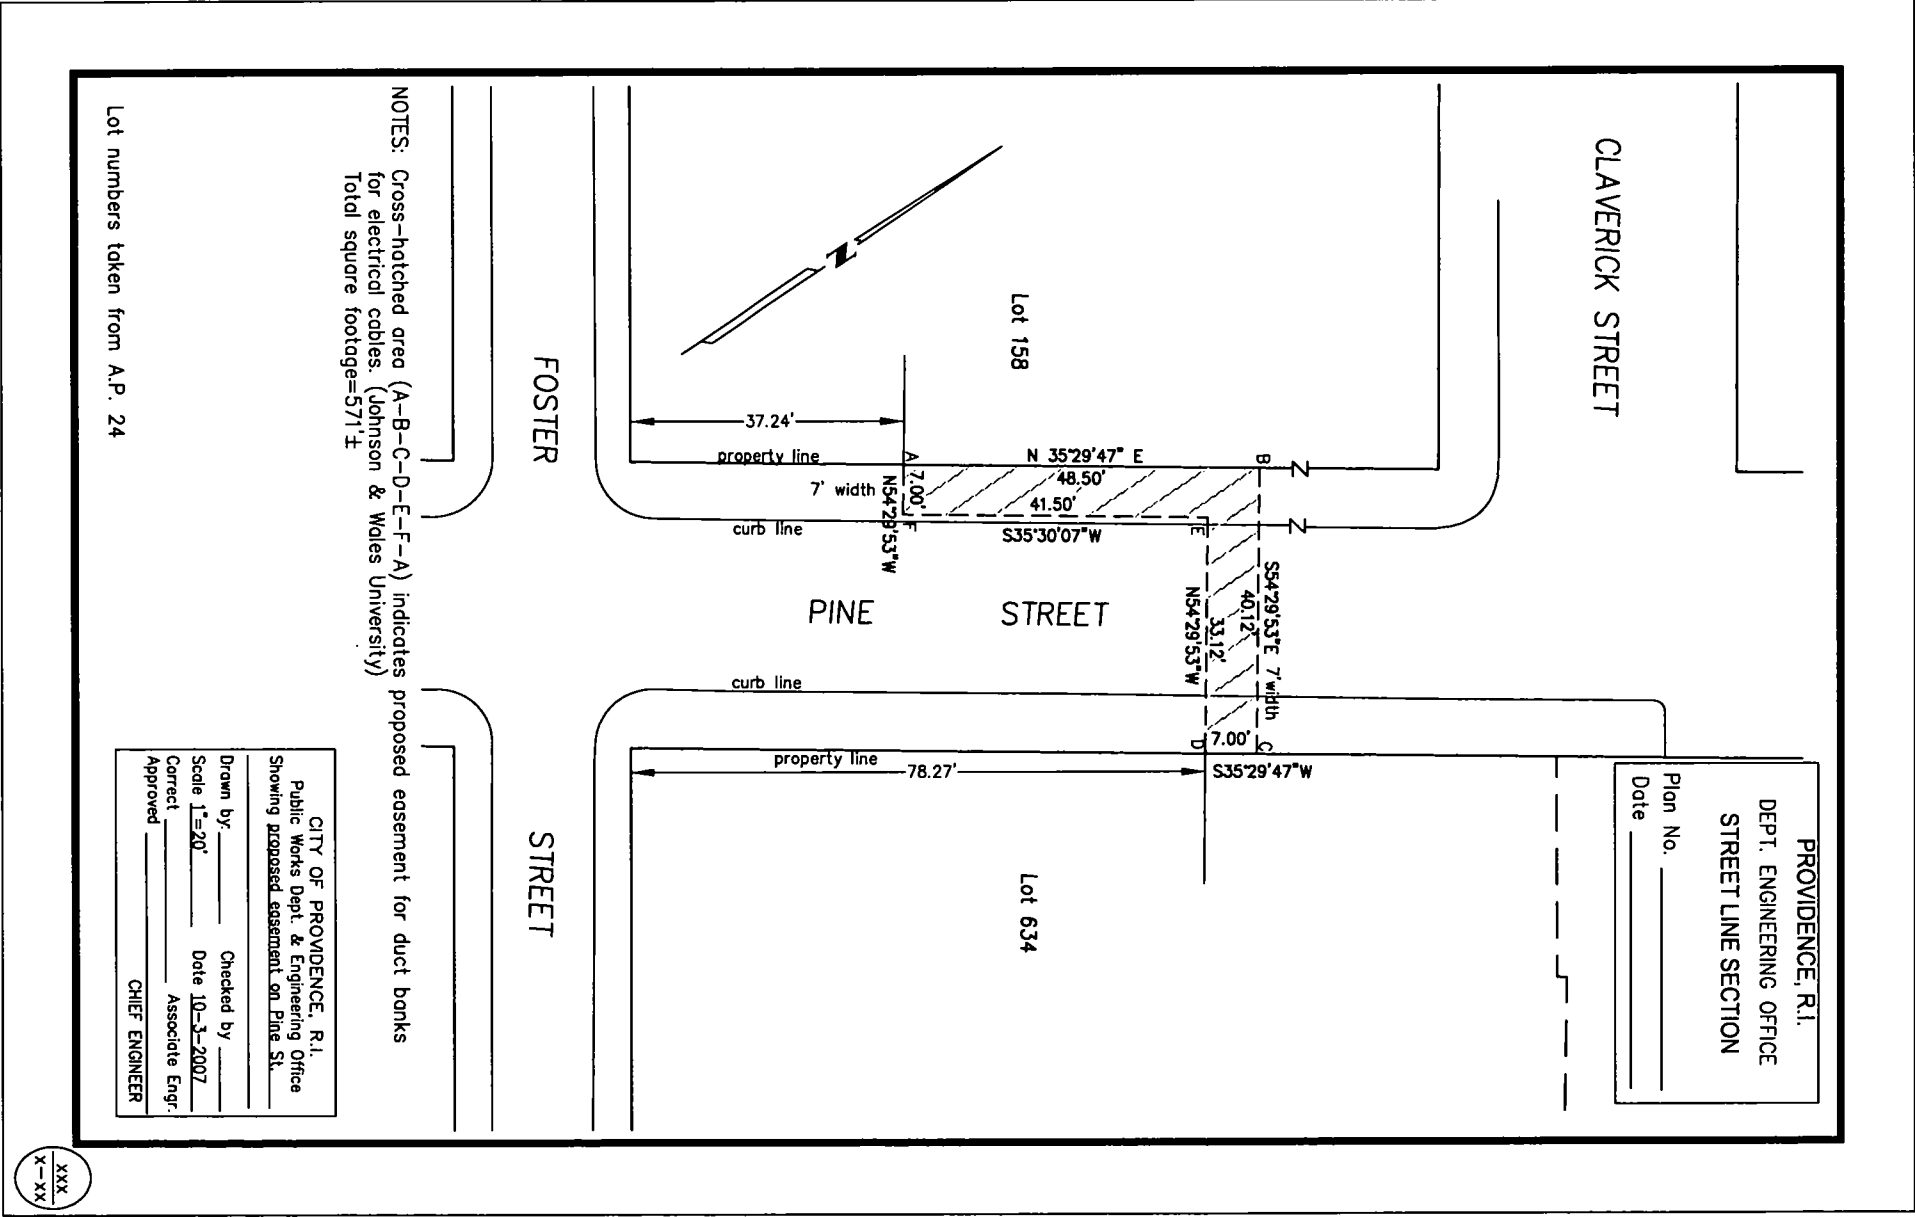 PROVIDENCE, R.I.
DEPT. ENGINEERING OFFICE
STREET LINE SECTION
Plan No.
Date
CLAVERICK STREET
Lot 158
37.24'
property line
A
N 35°29'47" E
B
N
48.50'
7.00'
7' width
41.50'
N54°29'53"W
F
curb line
S35°30'07"W
E
N
S54°29'53"E 7'width
40.12'
33.12'
N54°29'53"W
PINE STREET
curb line
7.00'
D
C
property line
78.27'
S35°29'47"W
Lot 634
FOSTER STREET
N
NOTES: Cross-hatched area (A-B-C-D-E-F-A) indicates proposed easement for duct banks
for electrical cables. (Johnson & Wales University)
Total square footage=571'±
Lot numbers taken from A.P. 24
CITY OF PROVIDENCE, R.I.
Public Works Dept. & Engineering Office
Showing proposed easement on Pine St.
Drawn by: Checked by
Scale 1"=20' Date 10-3-2007
Correct Associate Engr.
Approved
CHIEF ENGINEER
XXX
X-XX